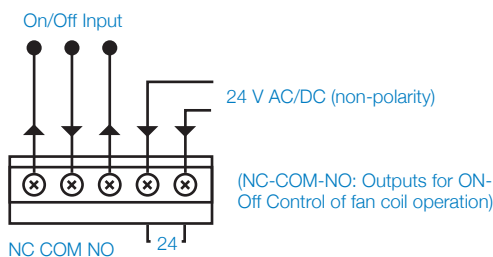 On/Off Input
24 V AC/DC (non-polarity)
(NC-COM-NO: Outputs for ON-
Off Control of fan coil operation)
NC COM NO
24